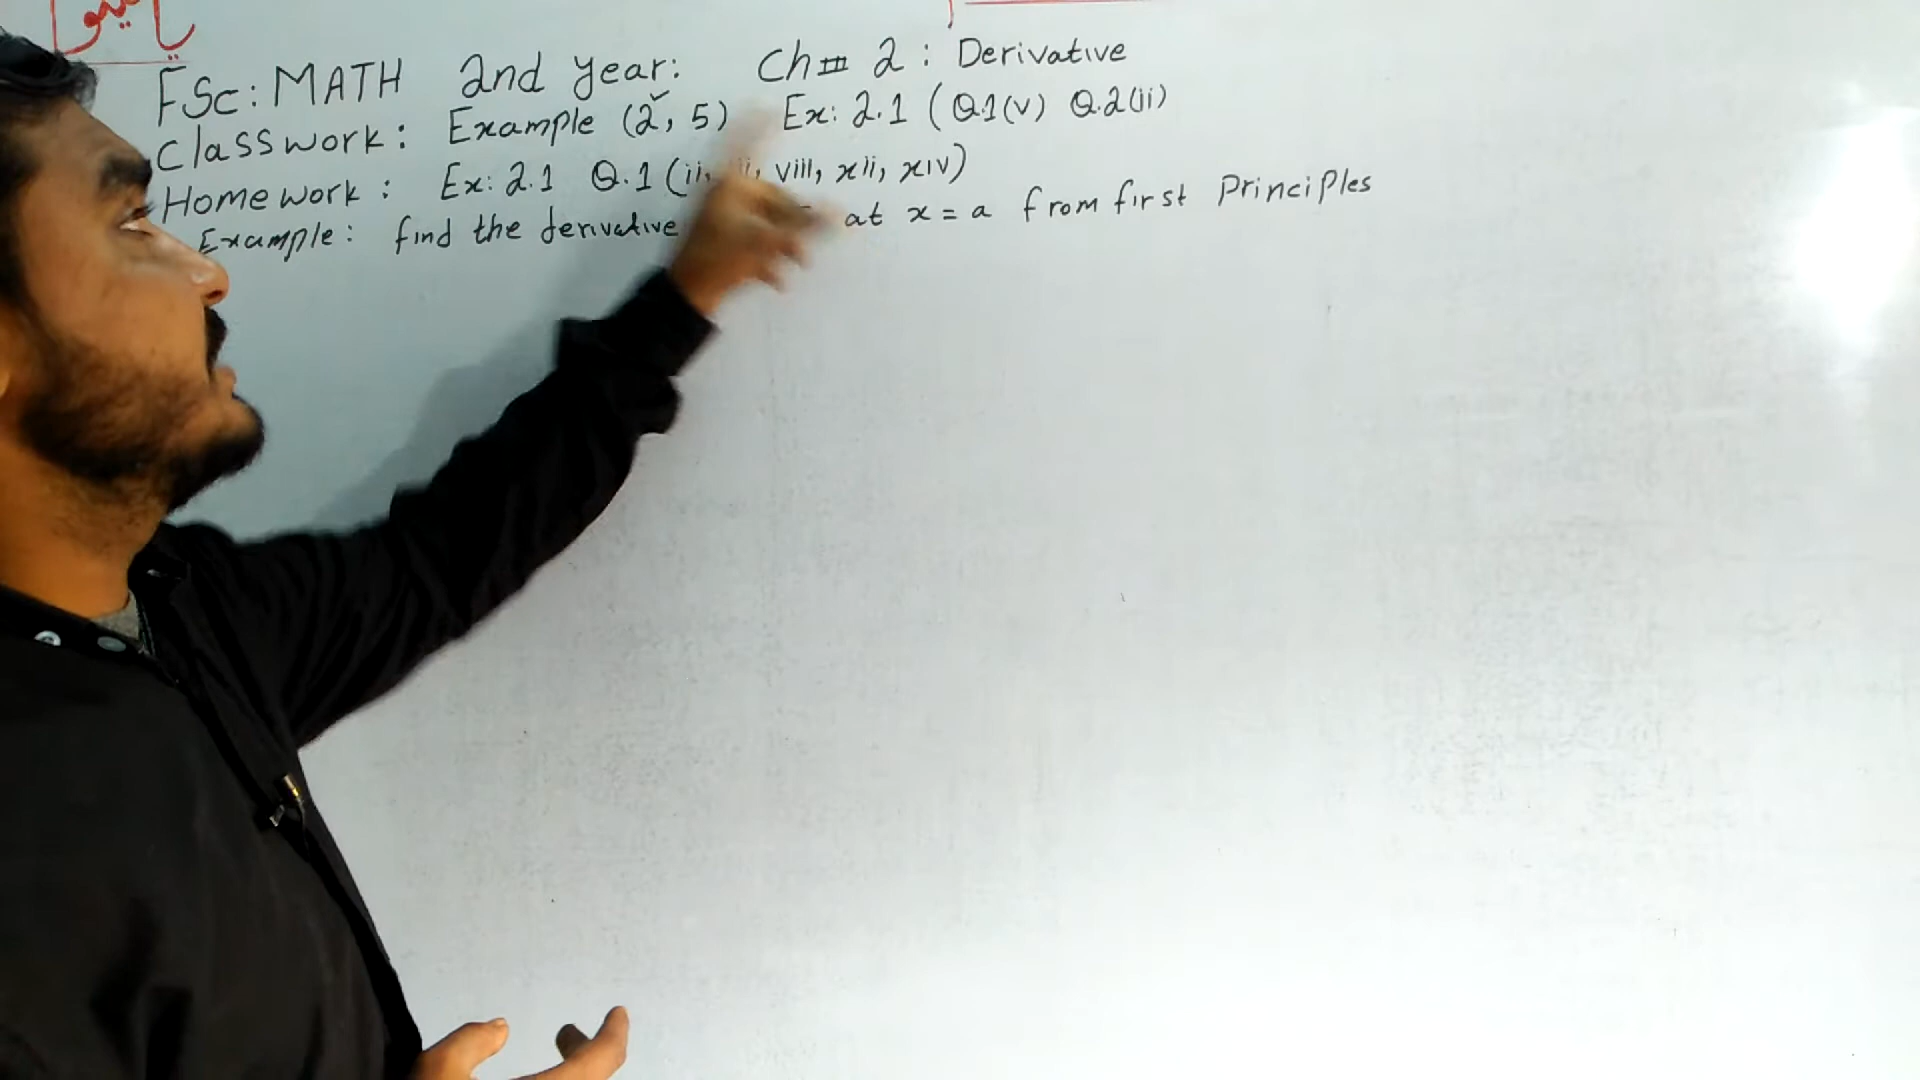 FSc: MATH 2nd year: Ch 2: Derivative
Classwork: Example (2, 5) Ex: 2.1 (Q.1(v) Q.2(ii)
Homework: Ex: 2.1 Q.1 (ii, viii, xii, xiv)
Example: find the derivative at x = a from first Principles